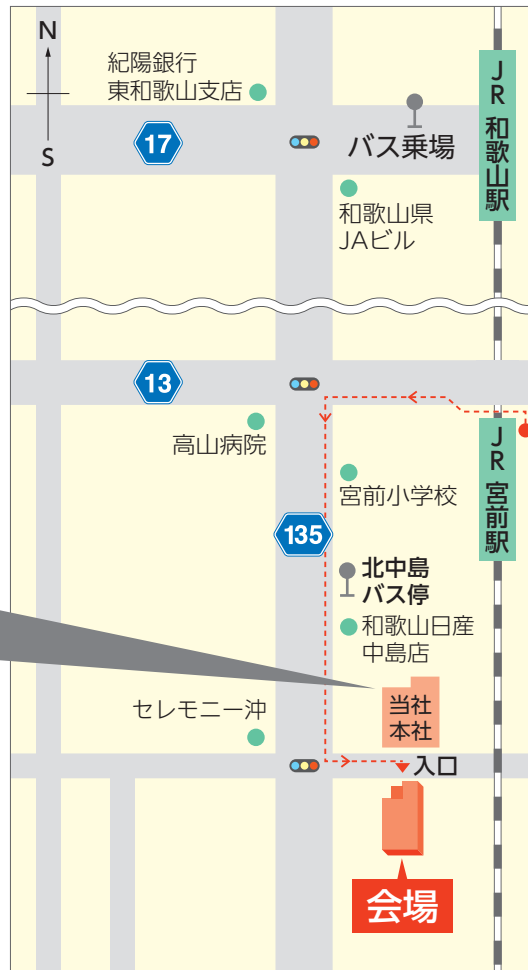 N
S
紀陽銀行
東和歌山支店
17
バス乗場
JR 和歌山駅
和歌山県
JAビル
13
高山病院
JR 宮前駅
宮前小学校
135
北中島
バス停
和歌山日産
中島店
当社
本社
セレモニー沖
入口
会場